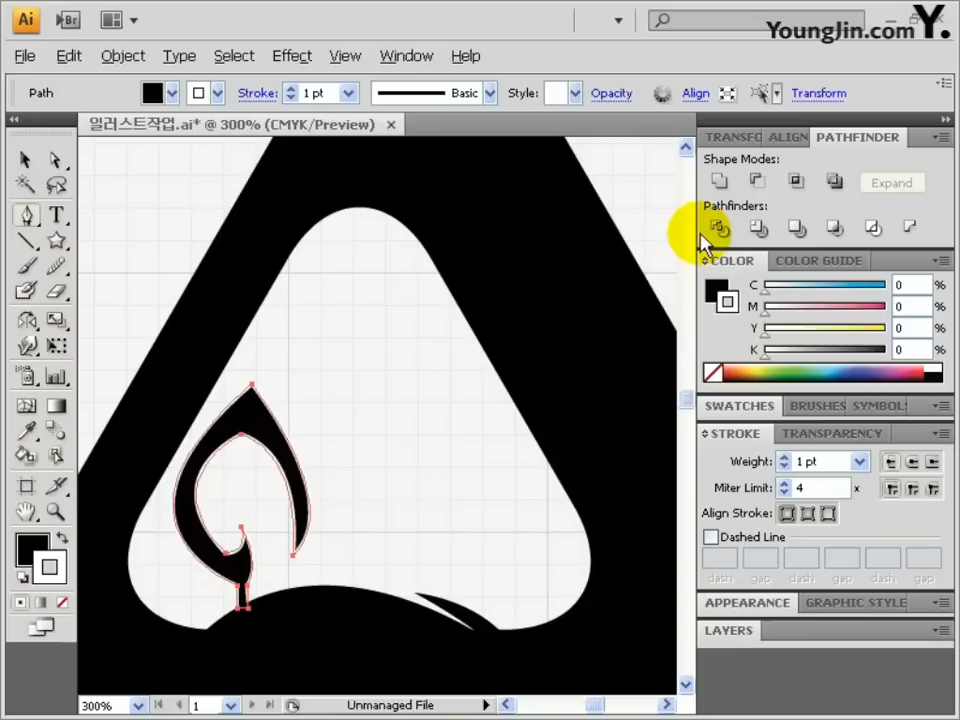 Ai Br
YoungJin.com Y.
File Edit Object Type Select Effect View Window Help
Path Stroke: 1 pt Basic Style: Opacity Align Transform
일러스트작업.ai* @ 300% (CMYK/Preview) ×
TRANSFO ALIGN PATHFINDER
Shape Modes:
Expand
Pathfinders:
COLOR COLOR GUIDE
C 0 %
M 0 %
Y 0 %
K 0 %
SWATCHES BRUSHES SYMBOL
STROKE TRANSPARENCY
Weight: 1 pt
Miter Limit: 4 x
Align Stroke:
Dashed Line
dash gap dash gap dash gap
APPEARANCE GRAPHIC STYLE
LAYERS
300% 1 Unmanaged File